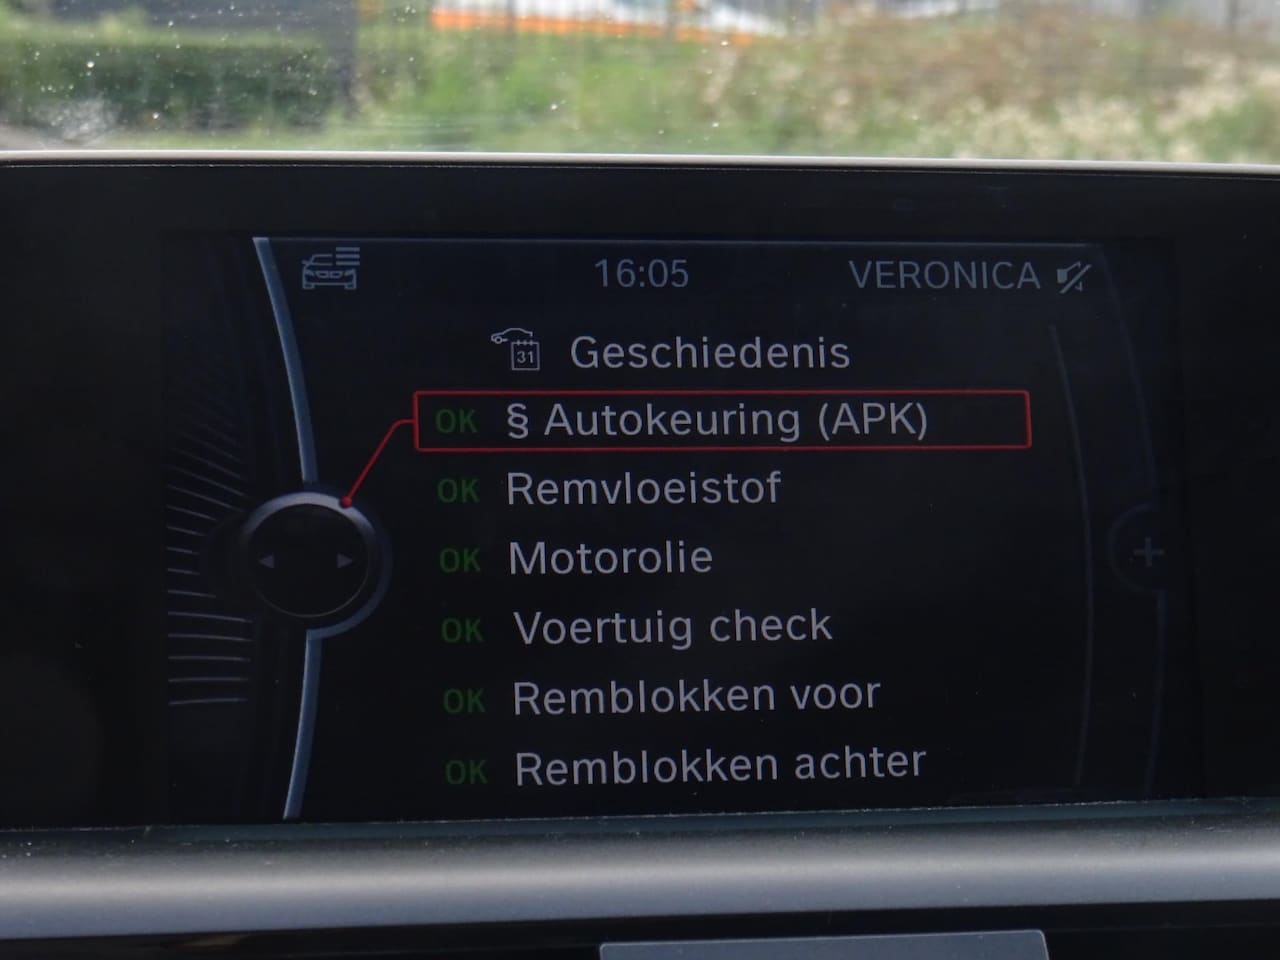 16:05 VERONICA
31 Geschiedenis
OK § Autokeuring (APK)
OK Remvloeistof
OK Motorolie
OK Voertuig check
OK Remblokken voor
OK Remblokken achter